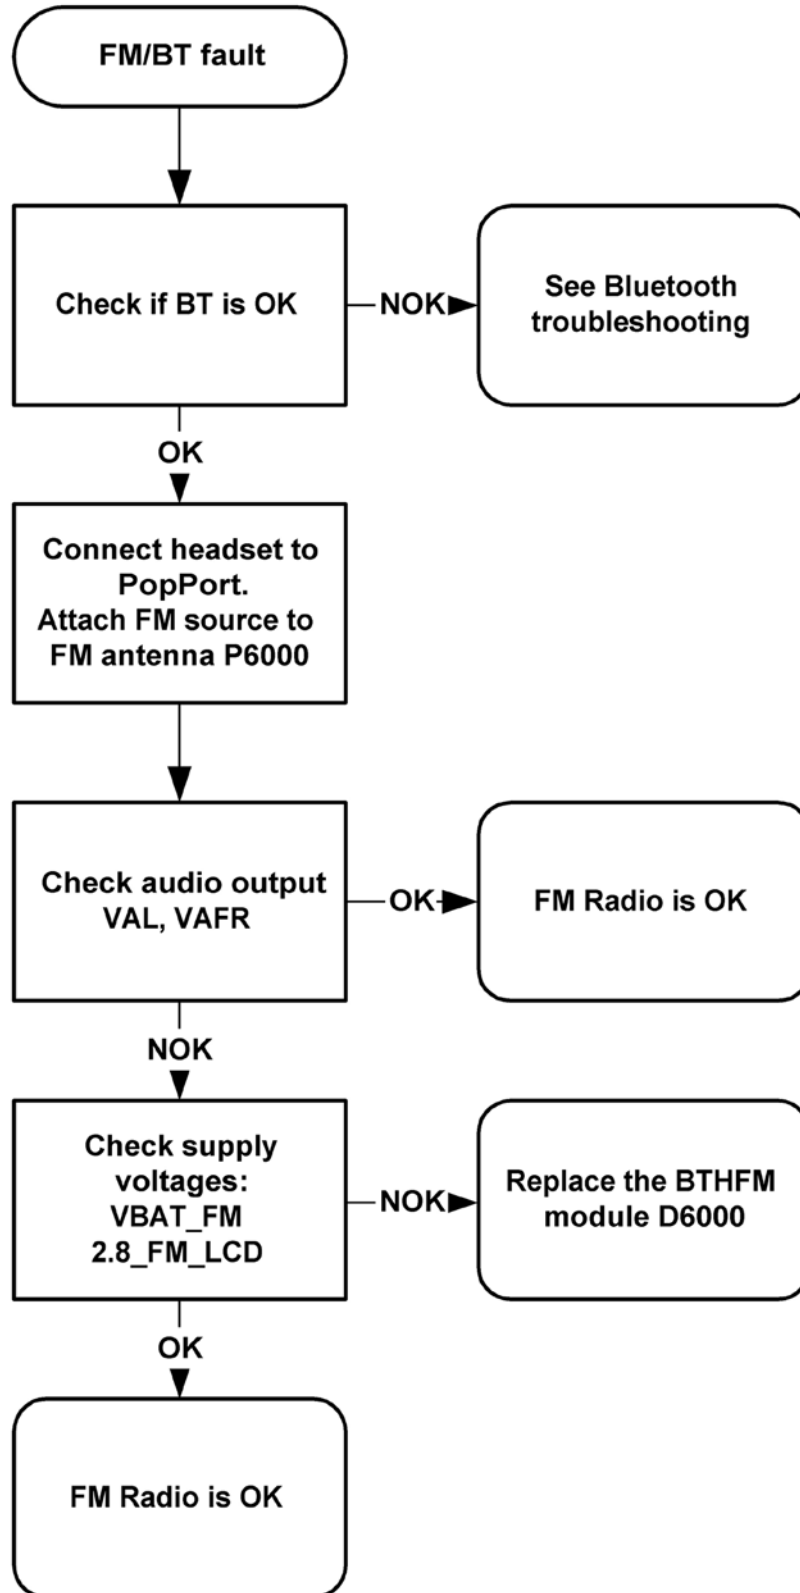 FM/BT fault
Check if BT is OK
NOK
See Bluetooth
troubleshooting
OK
Connect headset to
PopPort.
Attach FM source to
FM antenna P6000
Check audio output
VAL, VAFR
OK
FM Radio is OK
NOK
Check supply
voltages:
VBAT_FM
2.8_FM_LCD
NOK
Replace the BTHFM
module D6000
OK
FM Radio is OK